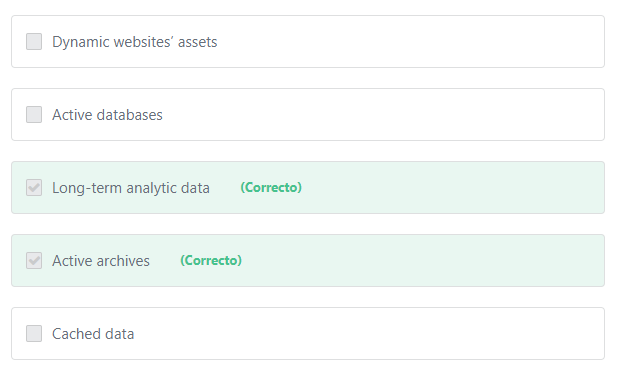 Dynamic websites’ assets
Active databases
Long-term analytic data (Correcto)
Active archives (Correcto)
Cached data